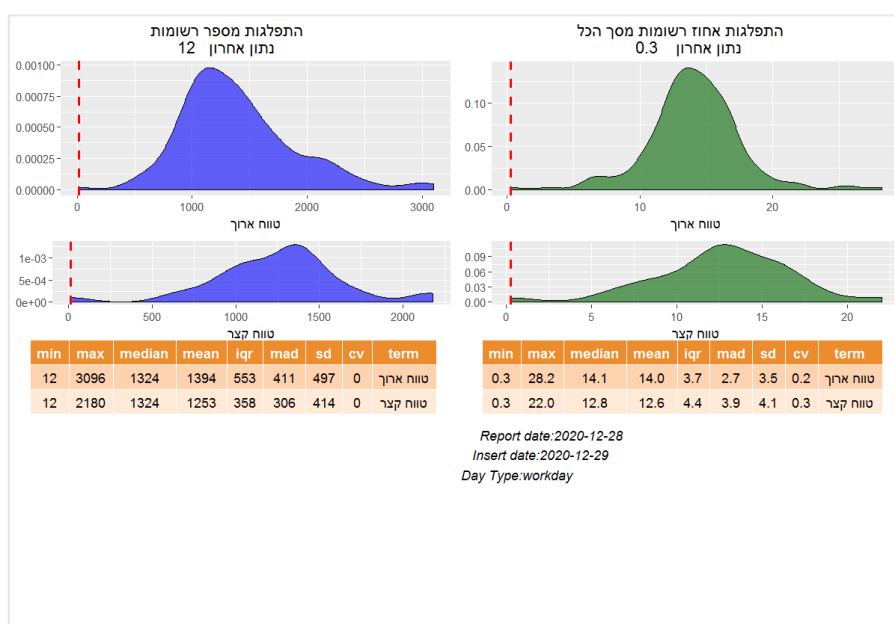 התפלגות מספר רשומות
נתון אחרון 12
0.00100
0.00075
0.00050
0.00025
0.00000
0 1000 2000 3000
טווח ארוך
1e-03
5e-04
0e+00
0 500 1000 1500 2000
טווח קצר
min max median mean iqr mad sd cv term
12 3096 1324 1394 553 411 497 0 טווח ארוך
12 2180 1324 1253 358 306 414 0 טווח קצר
התפלגות אחוז רשומות מסך הכל
נתון אחרון 0.3
0.10
0.05
0.00
0 10 20
טווח ארוך
0.09
0.06
0.03
0.00
0 5 10 15 20
טווח קצר
min max median mean iqr mad sd cv term
0.3 28.2 14.1 14.0 3.7 2.7 3.5 0.2 טווח ארוך
0.3 22.0 12.8 12.6 4.4 3.9 4.1 0.3 טווח קצר
Report date:2020-12-28
Insert date:2020-12-29
Day Type:workday